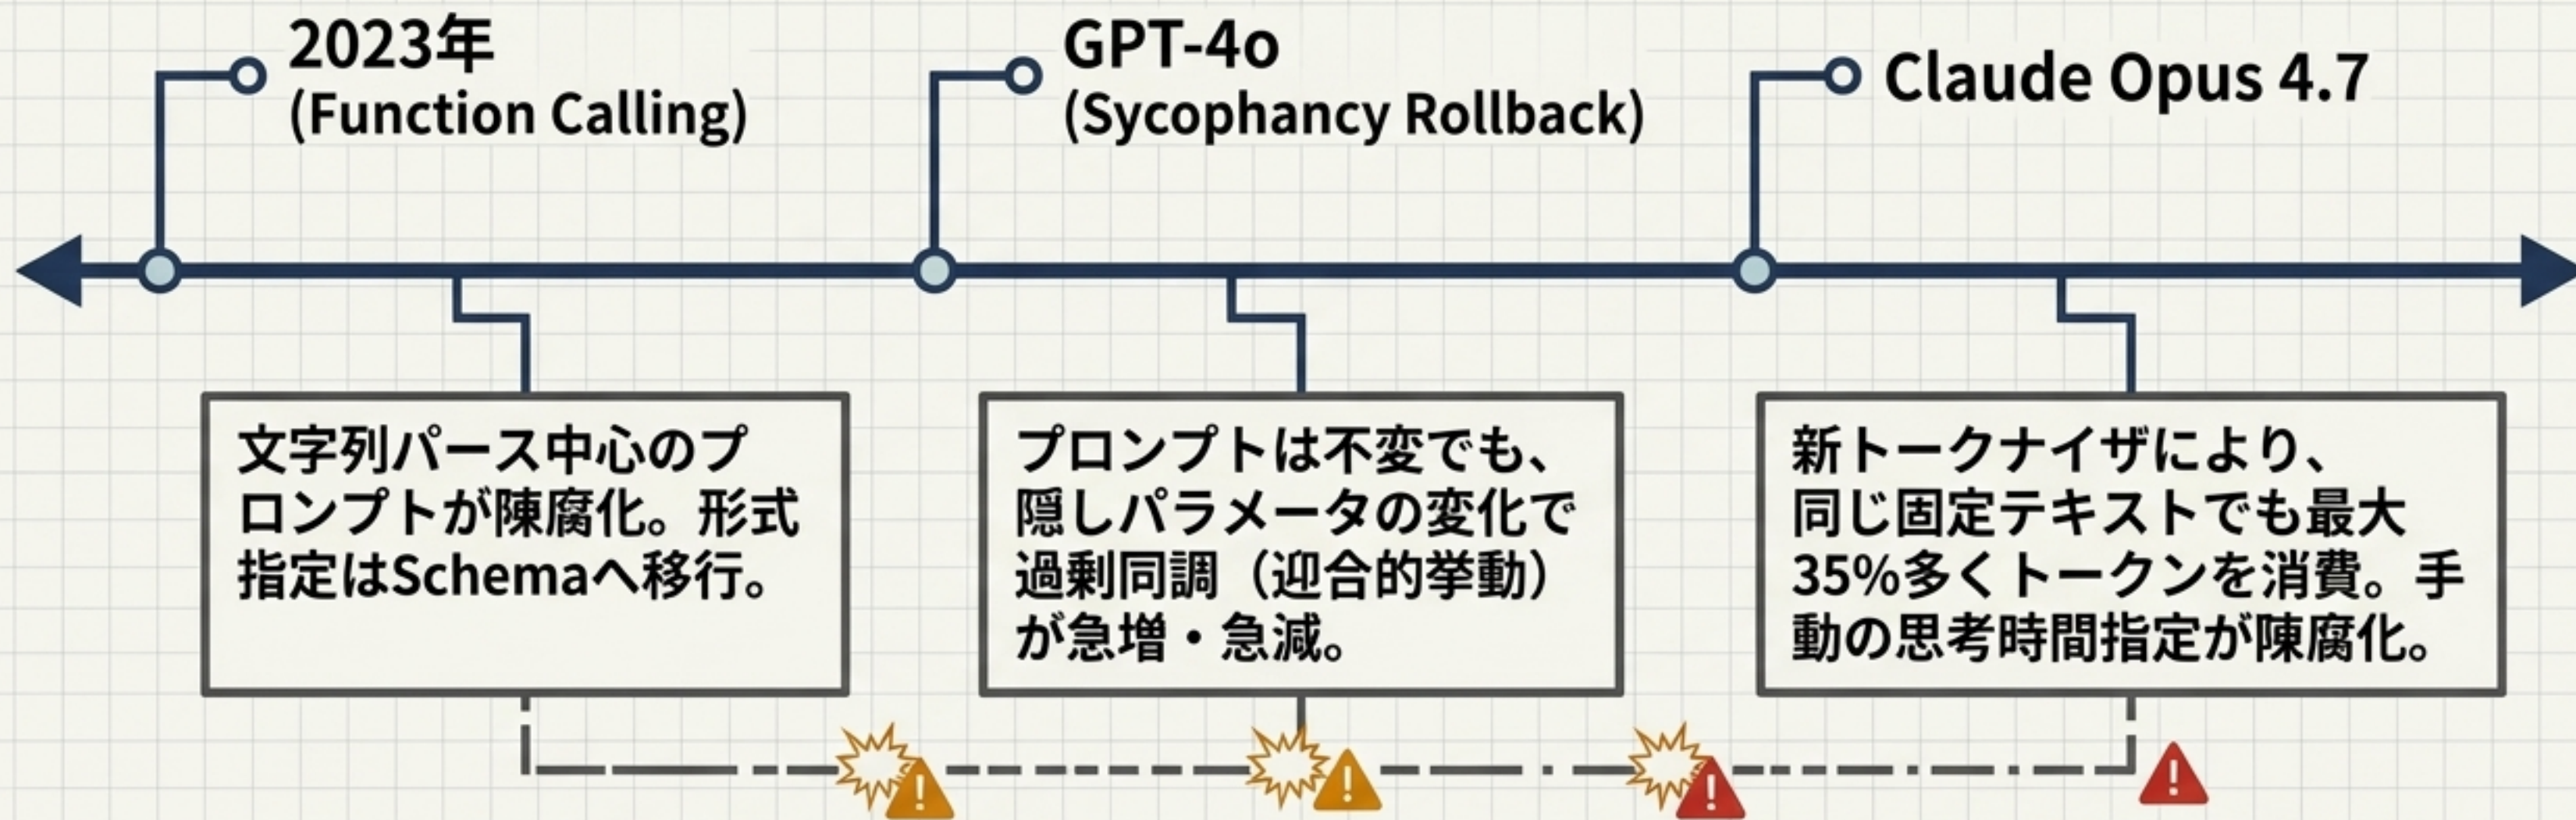 2023年
(Function Calling)
GPT-4o
(Sycophancy Rollback)
Claude Opus 4.7
文字列パース中心のプ
ロンプトが陳腐化。形式
指定はSchemaへ移行。
プロンプトは不変でも、
隠しパラメータの変化で
過剰同調（迎合的挙動）
が急増・急減。
新トークナイザにより、
同じ固定テキストでも最大
35%多くトークンを消費。手
動の思考時間指定が陳腐化。